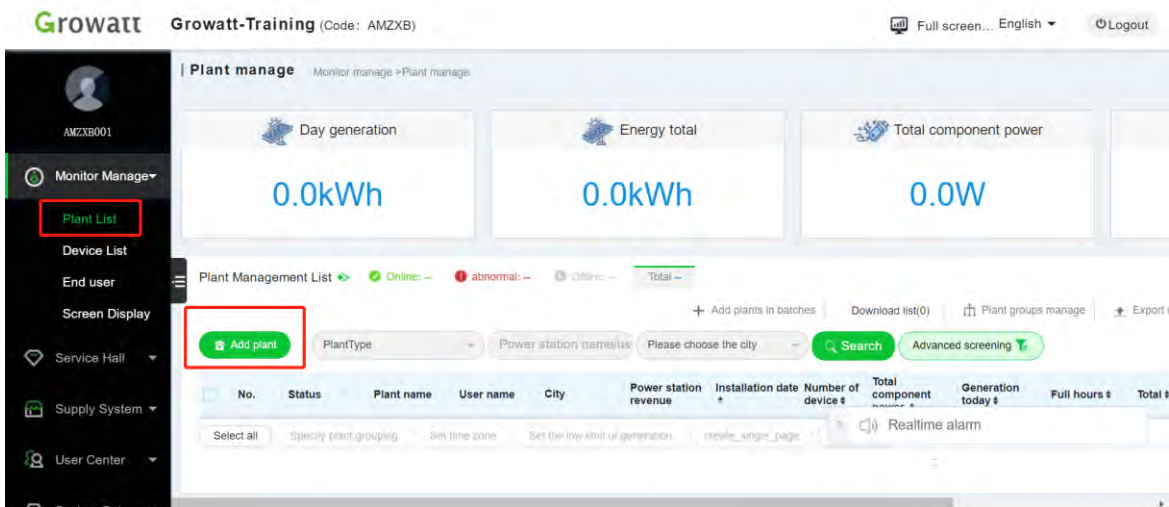 Growatt Growatt-Training (Code: AMZXB) Full screen... English Logout
Plant manage Monitor manage >Plant manage
AMZXB001
Day generation Energy total Total component power
Monitor Manage
0.0kWh 0.0kWh 0.0W
Plant List
Device List
End user
Screen Display
Service Hall
Supply System
User Center
Plant Management List Online: -- abnormal: -- Offline: -- Total --
Add plants in batches Download list(0) Plant groups manage Export
Add plant PlantType Power station name/us Please choose the city Search Advanced screening
No. Status Plant name User name City Power station revenue Installation date Number of device Total component power Generation today Full hours Total
Select all Specify plant grouping Set time zone Set the low limit of generation create_single_page
Realtime alarm